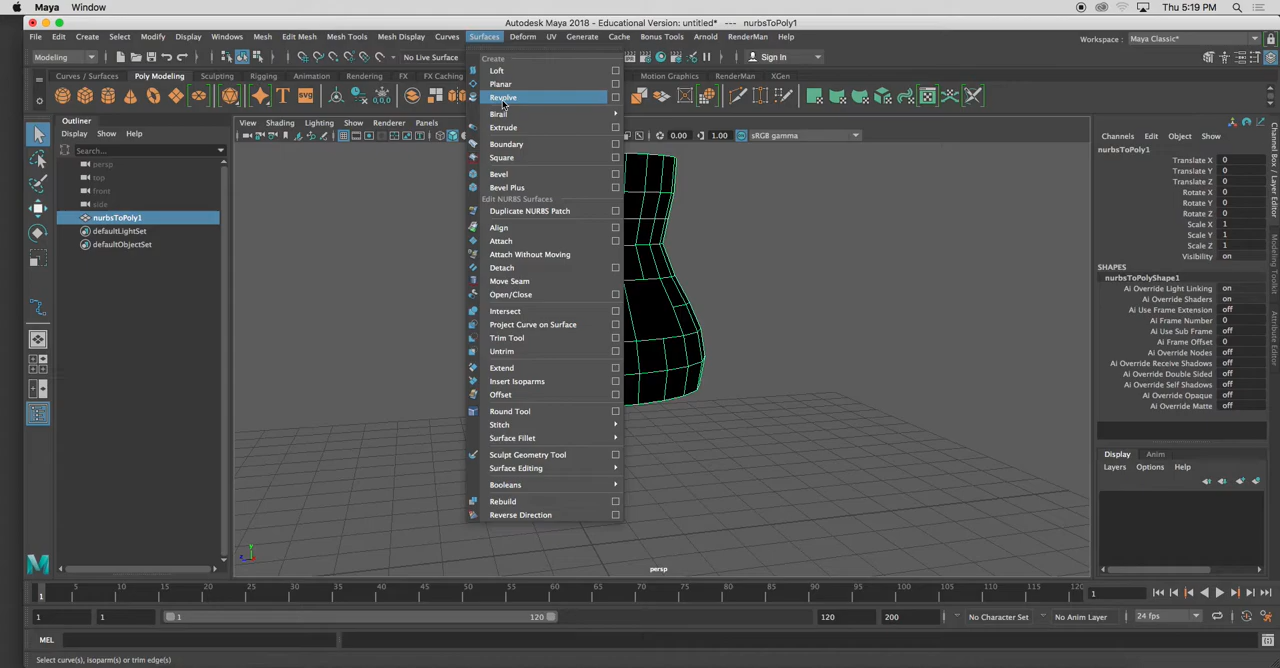 Maya Window Thu 5:19 PM
Autodesk Maya 2018 - Educational Version: untitled* --- nurbsToPoly1
File Edit Create Select Modify Display Windows Mesh Edit Mesh Mesh Tools Mesh Display Curves Surfaces Deform UV Generate Cache Bonus Tools Arnold RenderMan Help
Workspace : Maya Classic*
Modeling No Live Surface Sign In
Curves / Surfaces Poly Modeling Sculpting Rigging Animation Rendering FX FX Caching Motion Graphics RenderMan XGen
Outliner
Display Show Help
Search...
persp
top
front
side
nurbsToPoly1
defaultLightSet
defaultObjectSet
View Shading Lighting Show Renderer Panels
0.00 1.00 sRGB gamma
Create
Loft
Planar
Revolve
Birail
Extrude
Boundary
Square
Bevel
Bevel Plus
Edit NURBS Surfaces
Duplicate NURBS Patch
Align
Attach
Attach Without Moving
Detach
Move Seam
Open/Close
Intersect
Project Curve on Surface
Trim Tool
Untrim
Extend
Insert Isoparms
Offset
Round Tool
Stitch
Surface Fillet
Sculpt Geometry Tool
Surface Editing
Booleans
Rebuild
Reverse Direction
persp
Channels Edit Object Show
nurbsToPoly1
Translate X 0
Translate Y 0
Translate Z 0
Rotate X 0
Rotate Y 0
Rotate Z 0
Scale X 1
Scale Y 1
Scale Z 1
Visibility on
SHAPES
nurbsToPolyShape1
Ai Override Light Linking on
Ai Override Shaders on
Ai Use Frame Extension off
Ai Frame Number 0
Ai Use Sub Frame off
Ai Frame Offset 0
Ai Override Nodes off
Ai Override Receive Shadows off
Ai Override Double Sided off
Ai Override Self Shadows off
Ai Override Opaque off
Ai Override Matte off
Display Anim
Layers Options Help
Channel Box / Layer Editor
Modeling Toolkit
Attribute Editor
1 5 10 15 20 25 30 35 40 45 50 55 60 65 70 75 80 85 90 95 100 105 110 115 120 1
1 1 1 120 120 200 No Character Set No Anim Layer 24 fps
MEL
Select curve(s), isoparm(s) or trim edge(s)